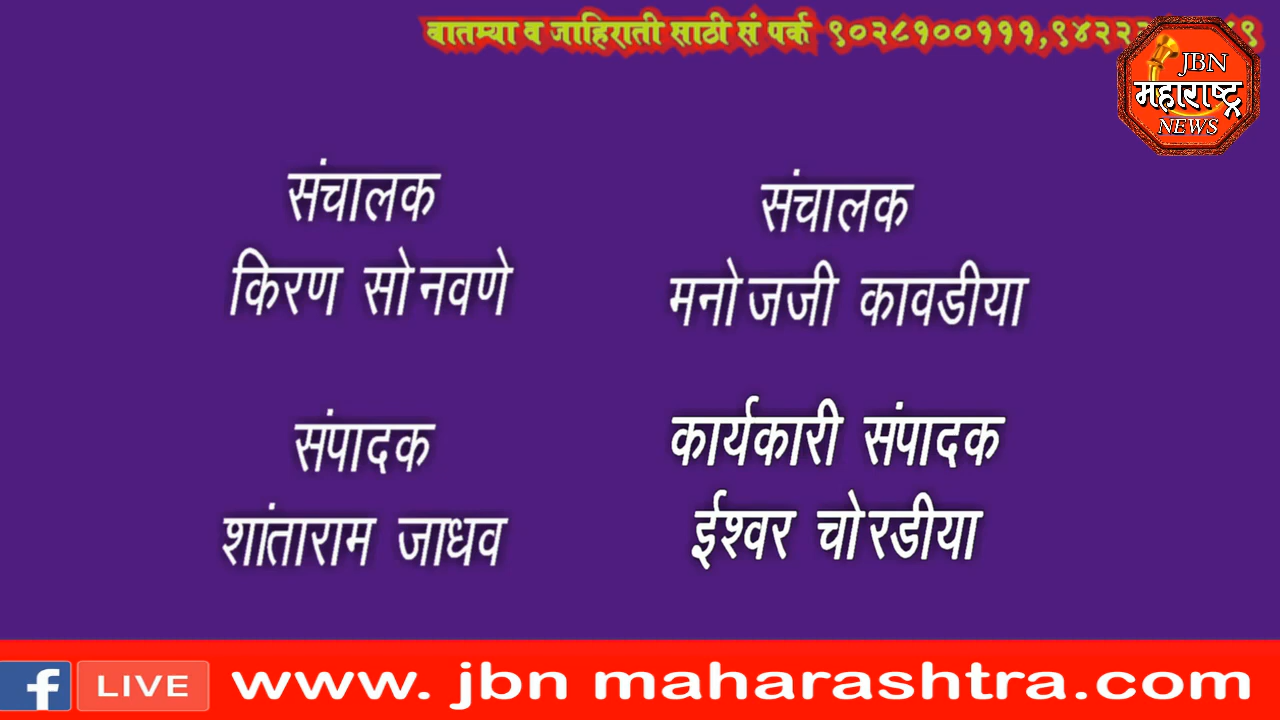 बातम्या व जाहिराती साठी सं पर्क ९०२८१००१११,
JBN
महाराष्ट्र
NEWS
संचालक
किरण सोनवणे
संचालक
मनोजजी कावडीया
संपादक
शांताराम जाधव
कार्यकारी संपादक
ईश्वर चोरडीया
f LIVE www. jbn maharashtra.com